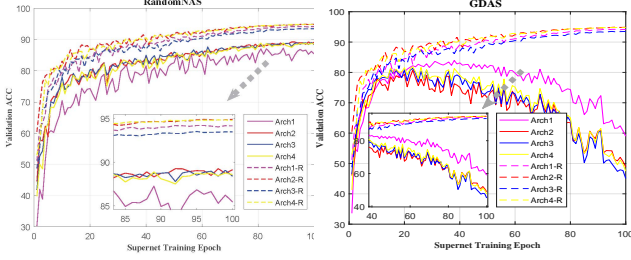 RandomNAS
Validation ACC
100
90
80
70
60
50
40
30
0
20
40
60
80
100
Supernet Training Epoch
95
90
85
85
90
95
100
Arch1
Arch2
Arch3
Arch4
Arch1-R
Arch2-R
Arch3-R
Arch4-R
GDAS
Validation ACC
100
90
80
70
60
50
40
30
0
20
40
60
80
100
Supernet Training Epoch
80
60
40
40
60
80
100
Arch1
Arch2
Arch3
Arch4
Arch1-R
Arch2-R
Arch3-R
Arch4-R